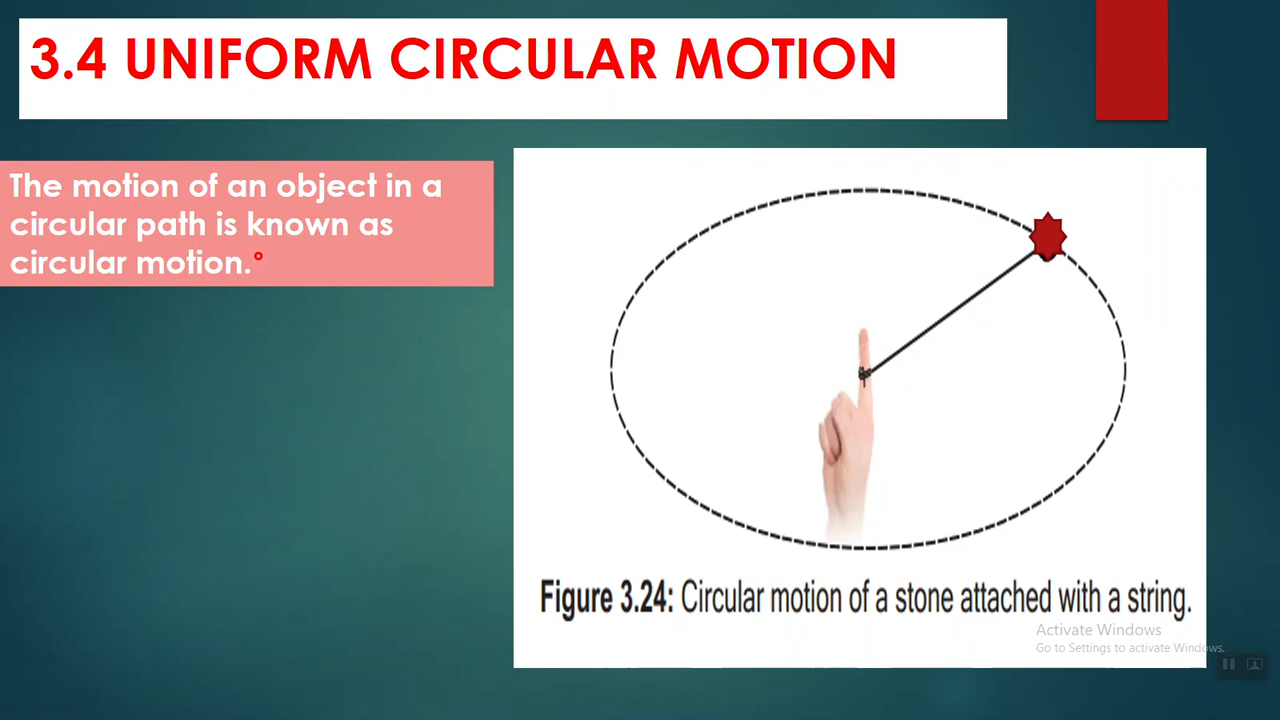 3.4 UNIFORM CIRCULAR MOTION
The motion of an object in a
circular path is known as
circular motion.°
Figure 3.24: Circular motion of a stone attached with a string.
Activate Windows
Go to Settings to activate Windows.